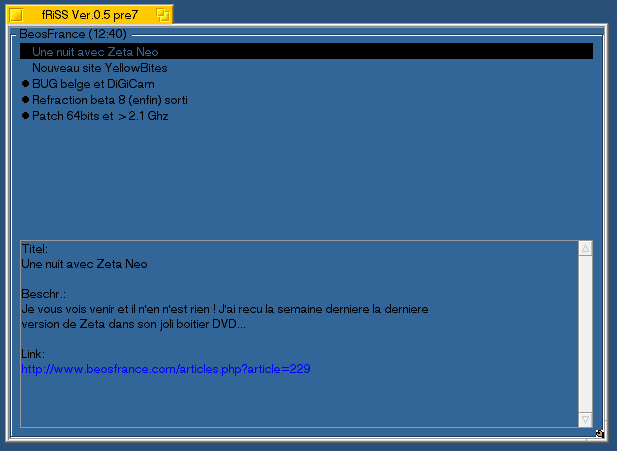 fRiSS Ver.0.5 pre7
BeosFrance (12:40)
Une nuit avec Zeta Neo
Nouveau site YellowBites
BUG belge et DiGiCam
Refraction beta 8 (enfin) sorti
Patch 64bits et > 2.1 Ghz
Titel:
Une nuit avec Zeta Neo
Beschr.:
Je vous vois venir et il n'en n'est rien ! J'ai recu la semaine derniere la derniere
version de Zeta dans son joli boitier DVD...
Link:
http://www.beosfrance.com/articles.php?article=229